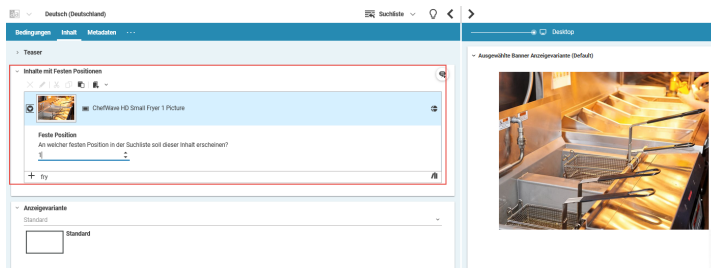 Deutsch (Deutschland)
Suchliste
Bedingungen Inhalt Metadaten ...
Desktop
Teaser
Ausgewählte Banner Anzeigevariante (Default)
Inhalte mit Festen Positionen
ChefWave HD Small Fryer 1 Picture
Feste Position
An welcher festen Position in der Suchliste soll dieser Inhalt erscheinen?
1
fry
Anzeigevariante
Standard
Standard